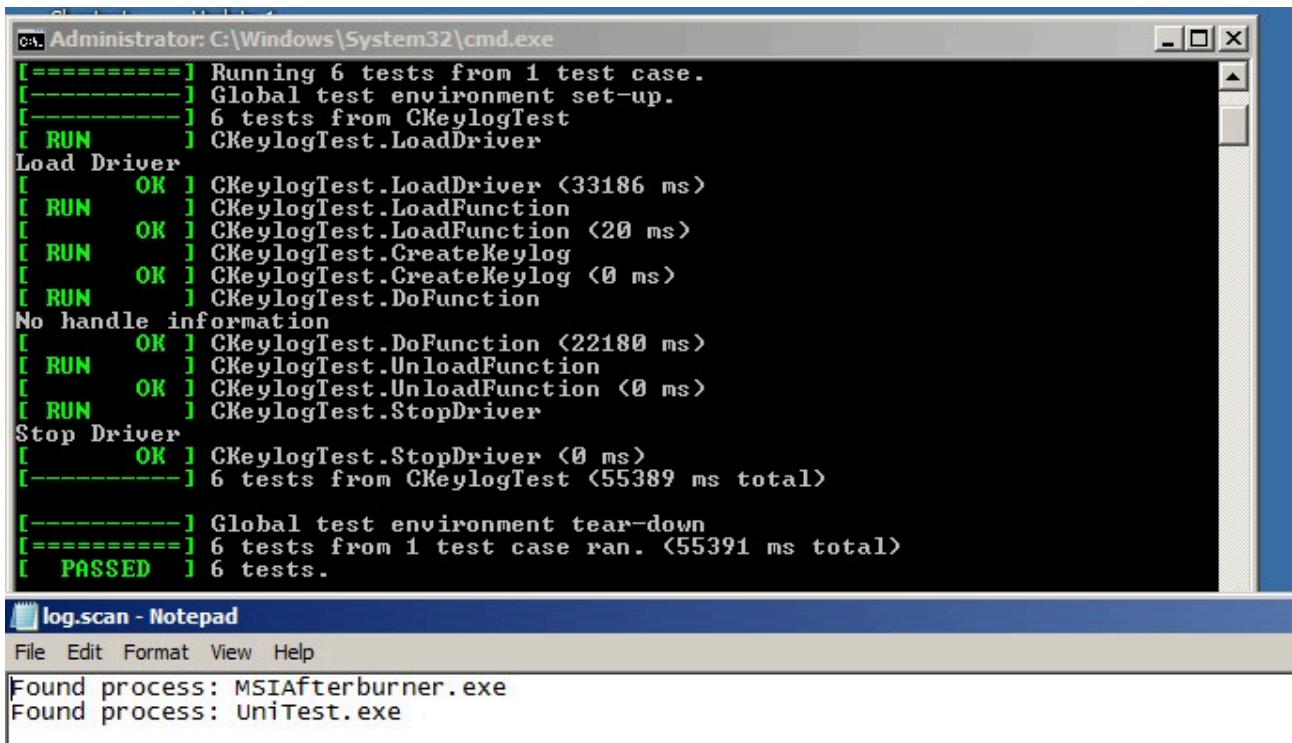 Administrator: C:\Windows\System32\cmd.exe
[==========] Running 6 tests from 1 test case.
[----------] Global test environment set-up.
[----------] 6 tests from CKeylogTest
[ RUN      ] CKeylogTest.LoadDriver
Load Driver
[       OK ] CKeylogTest.LoadDriver (33186 ms)
[ RUN      ] CKeylogTest.LoadFunction
[       OK ] CKeylogTest.LoadFunction (20 ms)
[ RUN      ] CKeylogTest.CreateKeylog
[       OK ] CKeylogTest.CreateKeylog (0 ms)
[ RUN      ] CKeylogTest.DoFunction
No handle information
[       OK ] CKeylogTest.DoFunction (22180 ms)
[ RUN      ] CKeylogTest.UnloadFunction
[       OK ] CKeylogTest.UnloadFunction (0 ms)
[ RUN      ] CKeylogTest.StopDriver
Stop Driver
[       OK ] CKeylogTest.StopDriver (0 ms)
[----------] 6 tests from CKeylogTest (55389 ms total)
[----------] Global test environment tear-down
[==========] 6 tests from 1 test case ran. (55391 ms total)
[  PASSED  ] 6 tests.
log.scan - Notepad
File Edit Format View Help
Found process: MSIAfterburner.exe
Found process: UniTest.exe